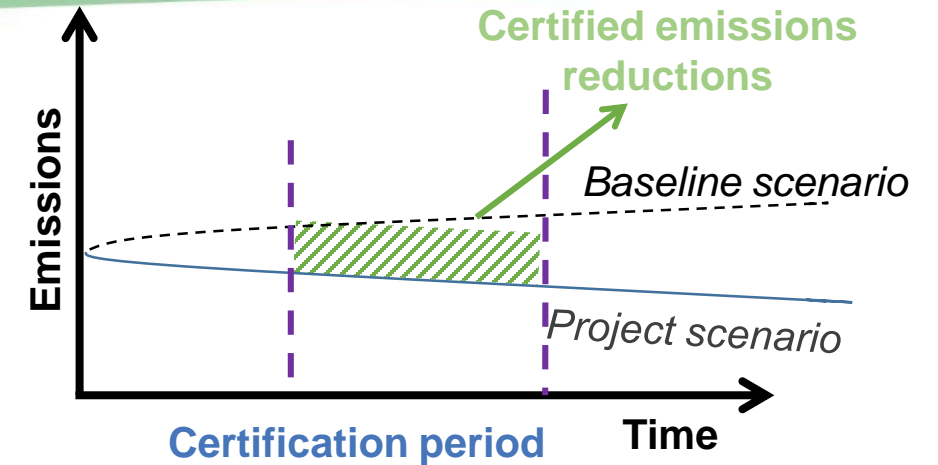 Certified emissions
reductions
Emissions
Baseline scenario
Project scenario
Certification period
Time